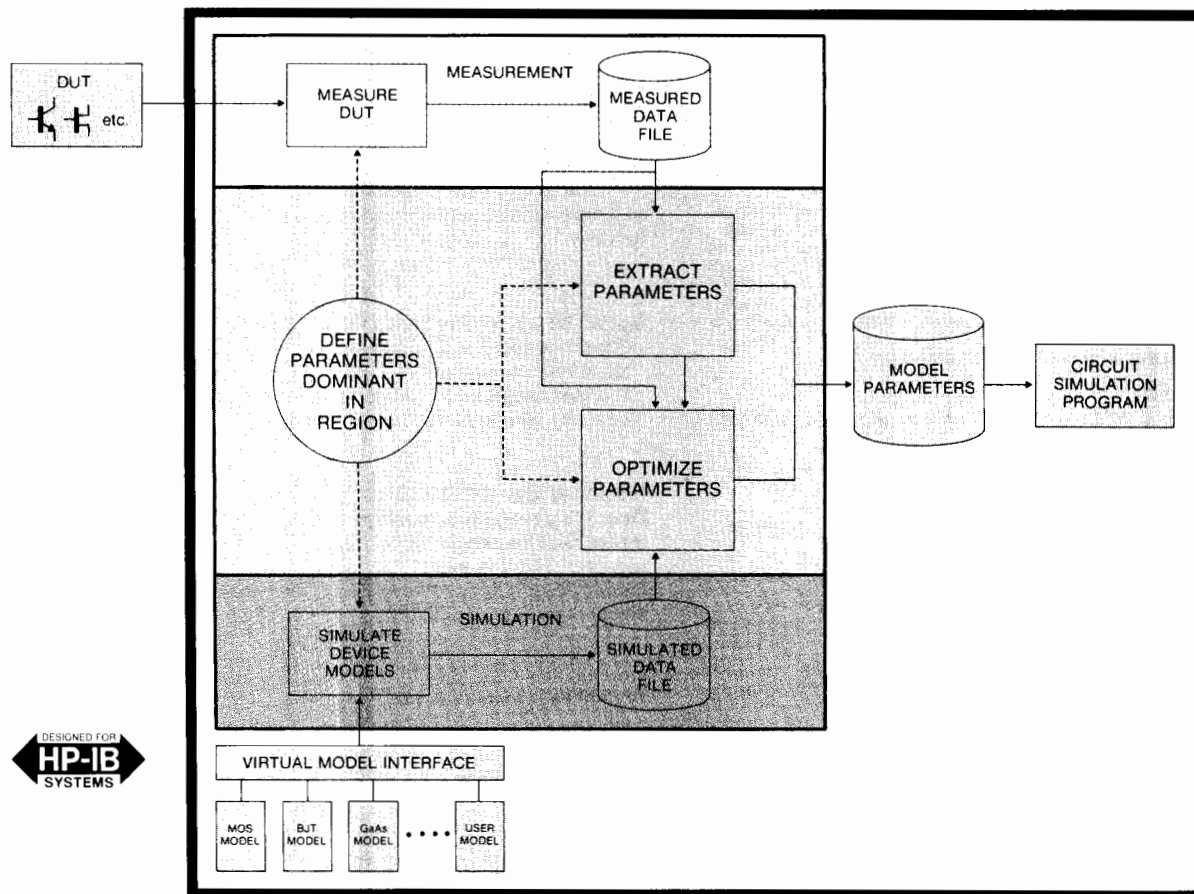 DUT
etc.
MEASURE
DUT
MEASUREMENT
MEASURED
DATA
FILE
EXTRACT
PARAMETERS
DEFINE
PARAMETERS
DOMINANT
IN
REGION
OPTIMIZE
PARAMETERS
MODEL
PARAMETERS
CIRCUIT
SIMULATION
PROGRAM
SIMULATE
DEVICE
MODELS
SIMULATION
SIMULATED
DATA
FILE
DESIGNED FOR
HP-IB
SYSTEMS
VIRTUAL MODEL INTERFACE
MOS
MODEL
BJT
MODEL
GaAs
MODEL
USER
MODEL